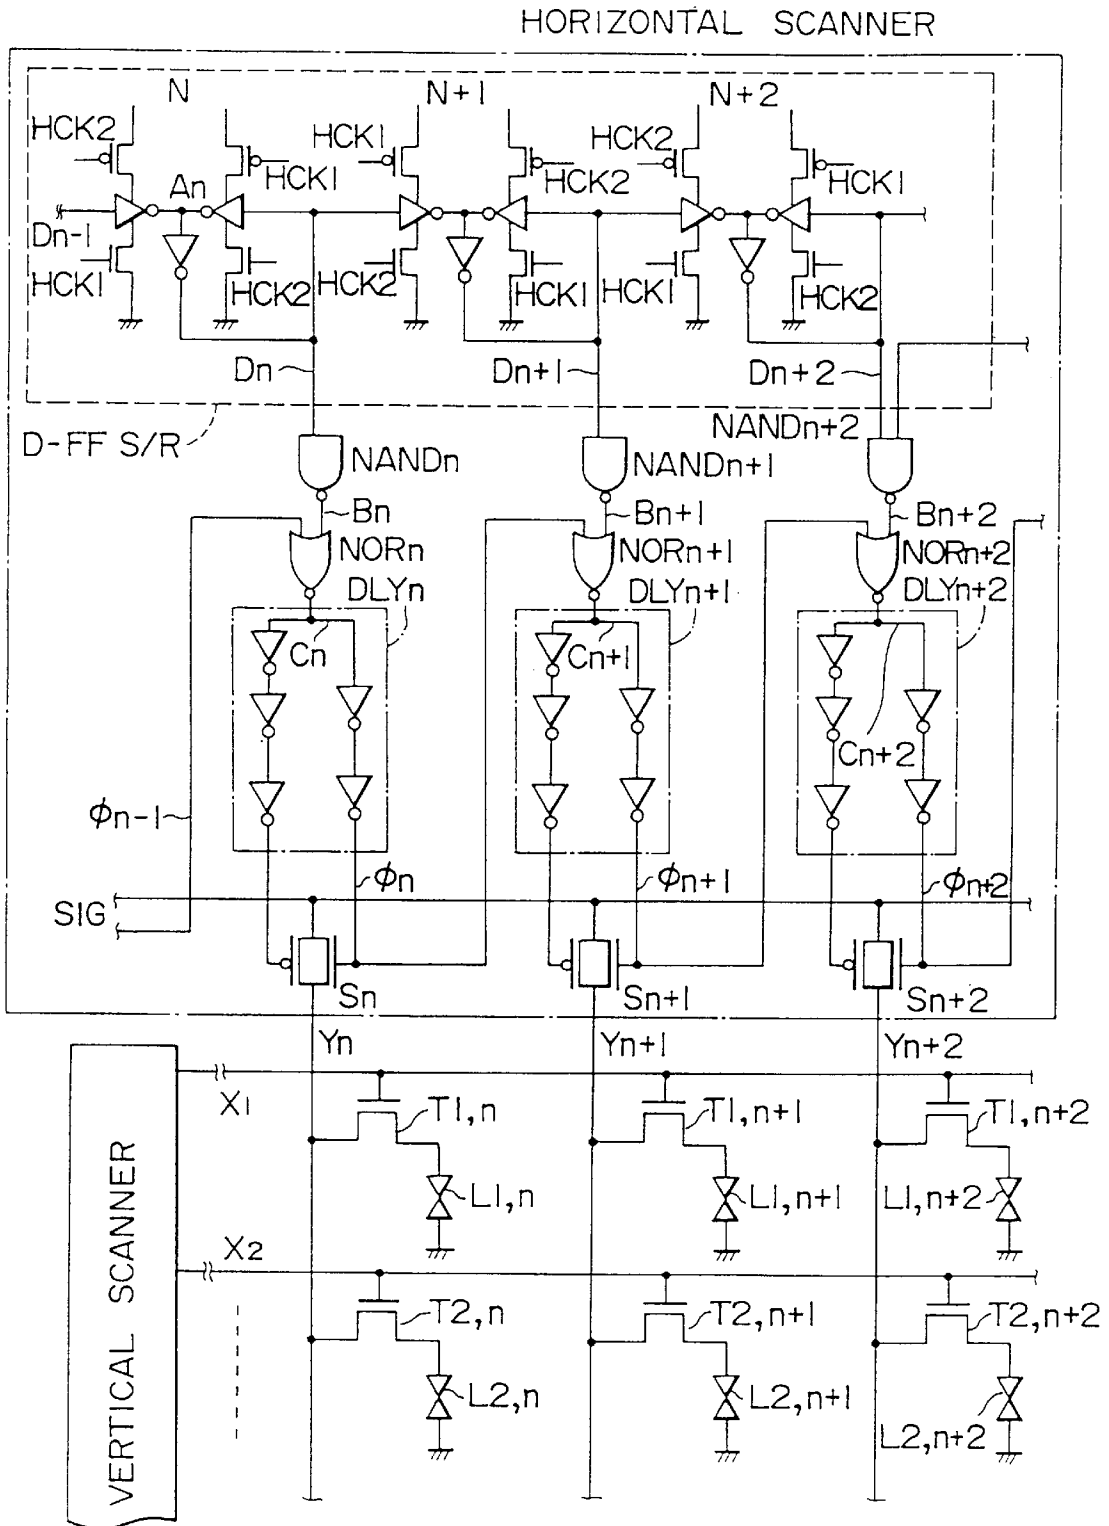 HORIZONTAL SCANNER
N N+1 N+2
HCK2 HCK1 HCK2
An HCK1 HCK2 HCK1
Dn-1
HCK1 HCK2 HCK2 HCK1 HCK1 HCK2
Dn Dn+1 Dn+2
D-FF S/R
NANDn NANDn+1 NANDn+2
Bn Bn+1 Bn+2
NORn NORn+1 NORn+2
DLYn DLYn+1 DLYn+2
Cn Cn+1 Cn+2
ϕn-1 ϕn ϕn+1 ϕn+2
SIG
Sn Sn+1 Sn+2
Yn Yn+1 Yn+2
X1
T1,n T1,n+1 T1,n+2
L1,n L1,n+1 L1,n+2
X2
T2,n T2,n+1 T2,n+2
L2,n L2,n+1 L2,n+2
VERTICAL SCANNER